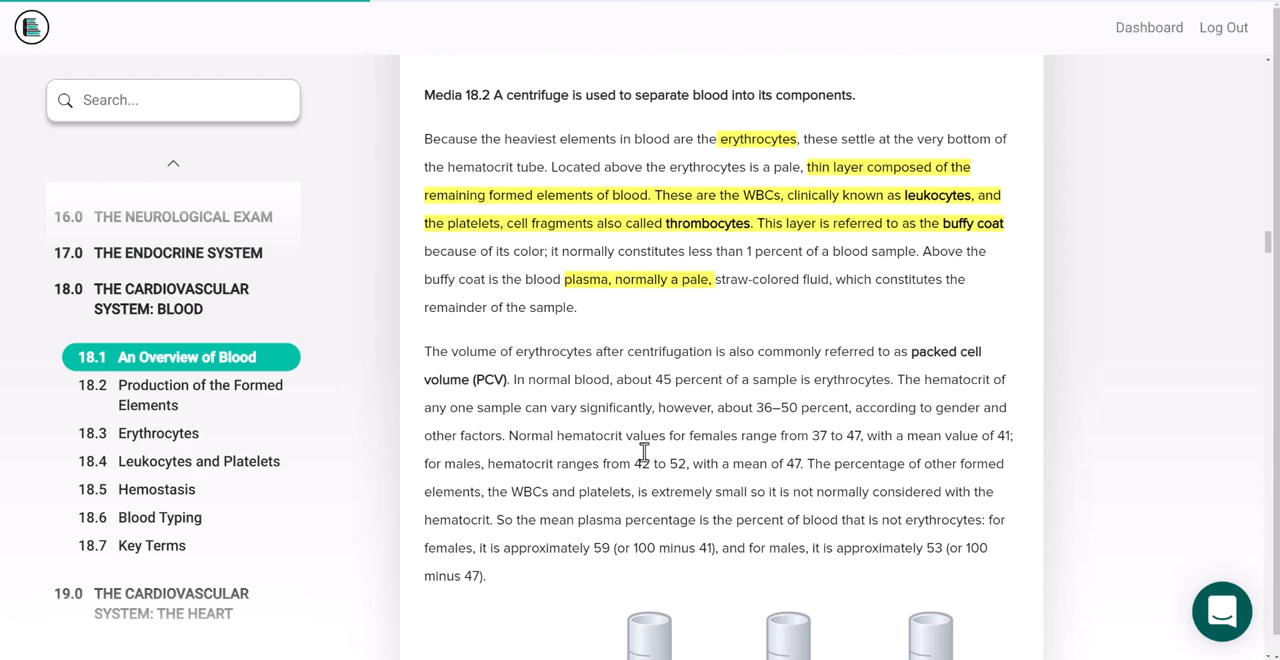 Dashboard Log Out
Search...
16.0 THE NEUROLOGICAL EXAM
17.0 THE ENDOCRINE SYSTEM
18.0 THE CARDIOVASCULAR
SYSTEM: BLOOD
18.1 An Overview of Blood
18.2 Production of the Formed
Elements
18.3 Erythrocytes
18.4 Leukocytes and Platelets
18.5 Hemostasis
18.6 Blood Typing
18.7 Key Terms
19.0 THE CARDIOVASCULAR
SYSTEM: THE HEART
Media 18.2 A centrifuge is used to separate blood into its components.
Because the heaviest elements in blood are the erythrocytes, these settle at the very bottom of
the hematocrit tube. Located above the erythrocytes is a pale, thin layer composed of the
remaining formed elements of blood. These are the WBCs, clinically known as leukocytes, and
the platelets, cell fragments also called thrombocytes. This layer is referred to as the buffy coat
because of its color; it normally constitutes less than 1 percent of a blood sample. Above the
buffy coat is the blood plasma, normally a pale, straw-colored fluid, which constitutes the
remainder of the sample.
The volume of erythrocytes after centrifugation is also commonly referred to as packed cell
volume (PCV). In normal blood, about 45 percent of a sample is erythrocytes. The hematocrit of
any one sample can vary significantly, however, about 36–50 percent, according to gender and
other factors. Normal hematocrit values for females range from 37 to 47, with a mean value of 41;
for males, hematocrit ranges from 42 to 52, with a mean of 47. The percentage of other formed
elements, the WBCs and platelets, is extremely small so it is not normally considered with the
hematocrit. So the mean plasma percentage is the percent of blood that is not erythrocytes: for
females, it is approximately 59 (or 100 minus 41), and for males, it is approximately 53 (or 100
minus 47).